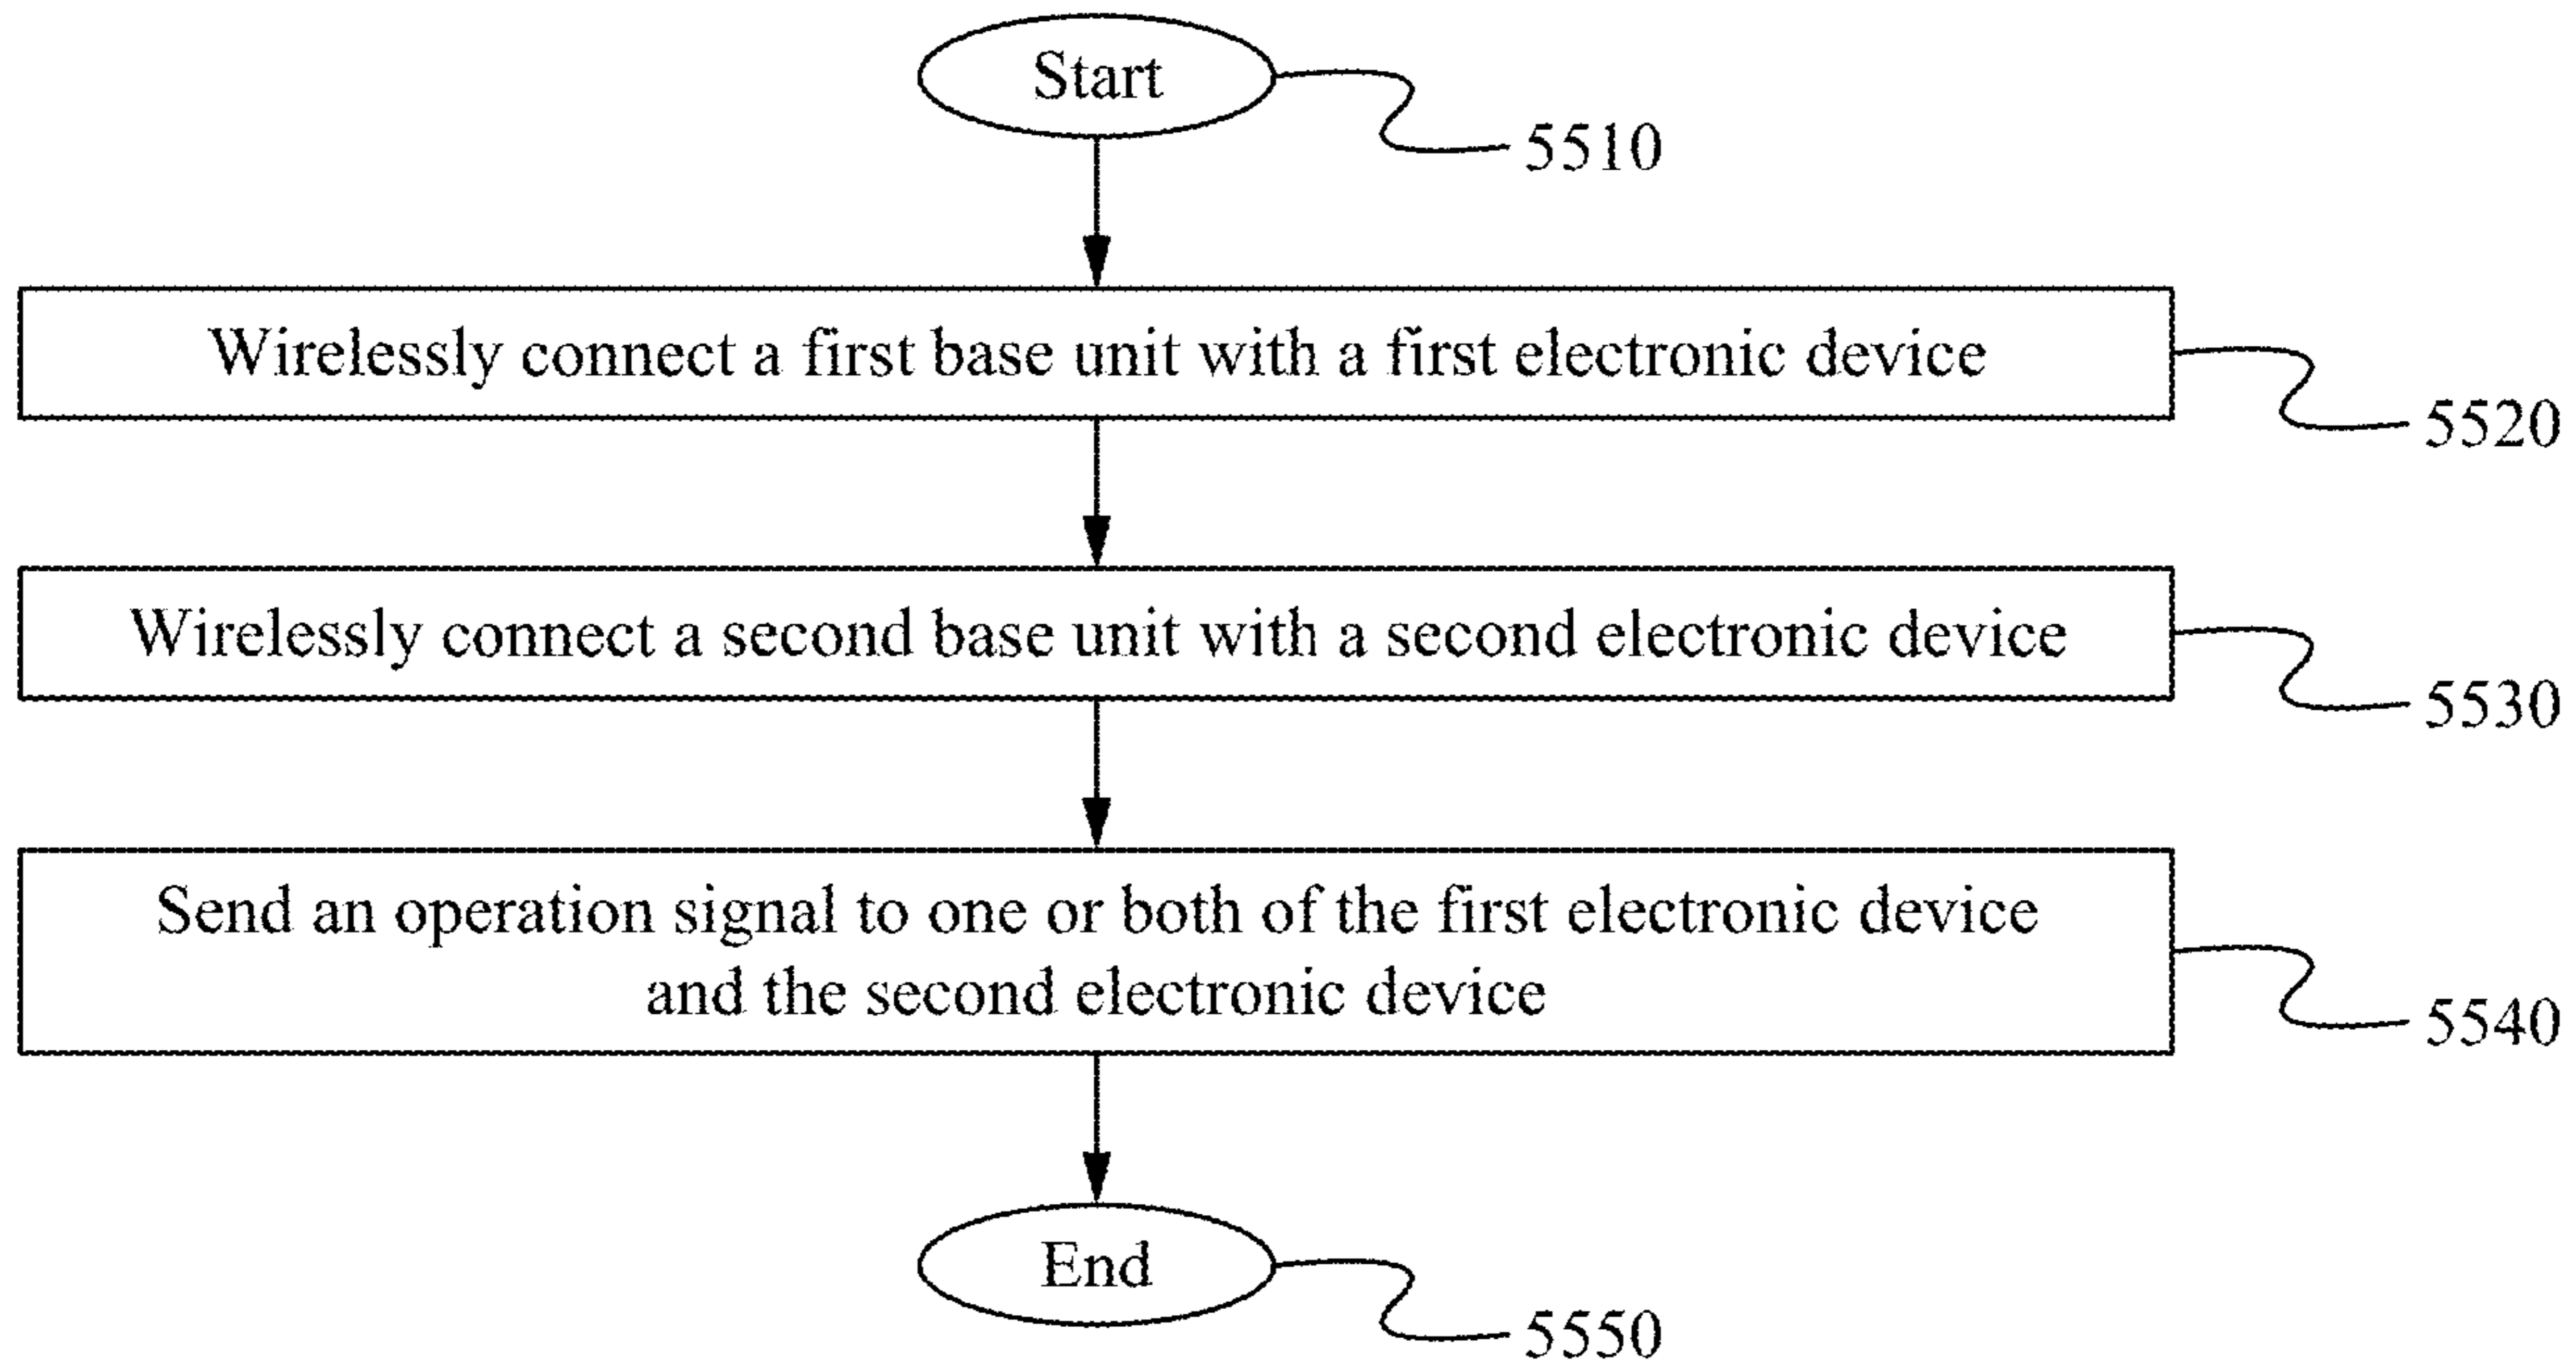 Start
5510
Wirelessly connect a first base unit with a first electronic device
5520
Wirelessly connect a second base unit with a second electronic device
5530
Send an operation signal to one or both of the first electronic device
and the second electronic device
5540
End
5550